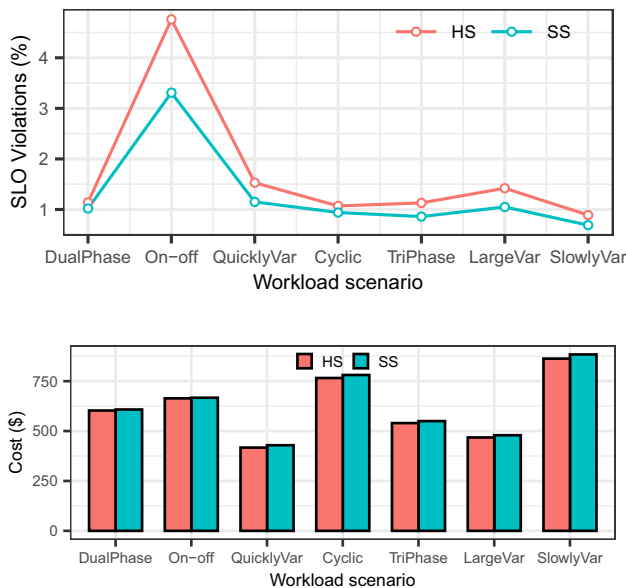 SLO Violations (%)
HS SS
4
3
2
1
DualPhase On−off QuicklyVar Cyclic TriPhase LargeVar SlowlyVar
Workload scenario
Cost ($)
HS SS
750
500
250
0
DualPhase On−off QuicklyVar Cyclic TriPhase LargeVar SlowlyVar
Workload scenario